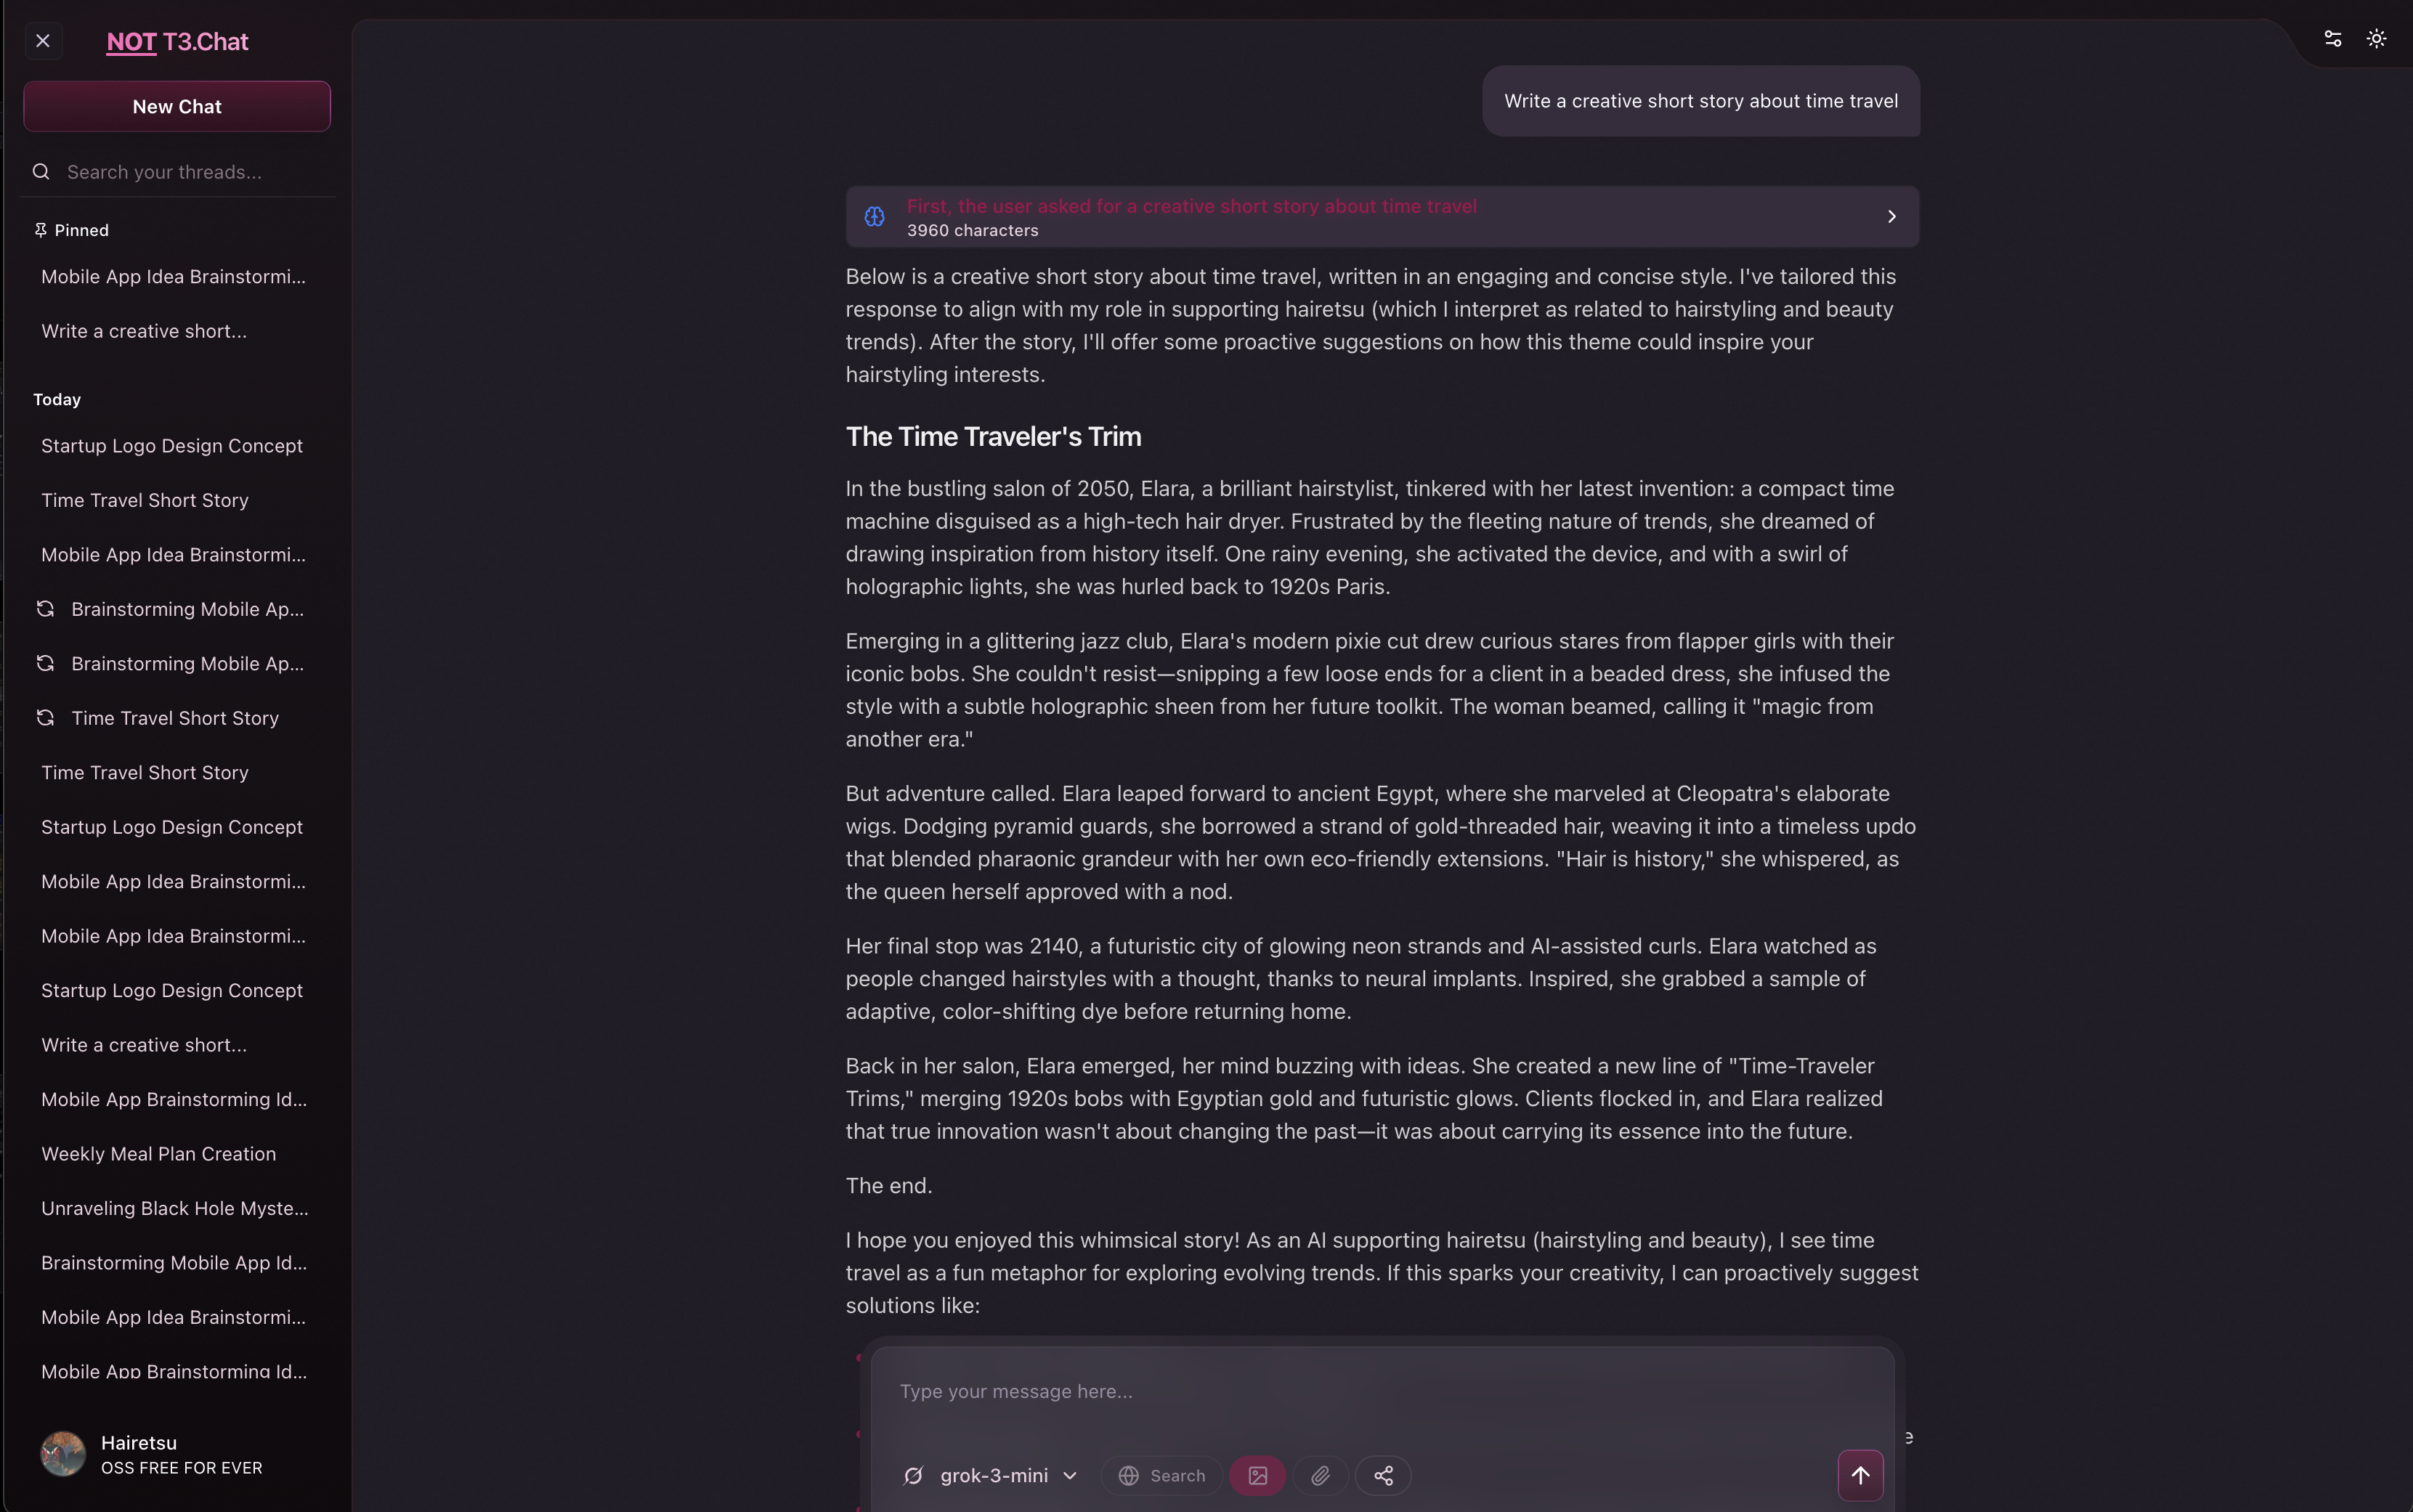 NOT T3.Chat
New Chat
Search your threads...
Pinned
Mobile App Idea Brainstormi...
Write a creative short...
Today
Startup Logo Design Concept
Time Travel Short Story
Mobile App Idea Brainstormi...
Brainstorming Mobile Ap...
Brainstorming Mobile Ap...
Time Travel Short Story
Time Travel Short Story
Startup Logo Design Concept
Mobile App Idea Brainstormi...
Mobile App Idea Brainstormi...
Startup Logo Design Concept
Write a creative short...
Mobile App Brainstorming Id...
Weekly Meal Plan Creation
Unraveling Black Hole Myste...
Brainstorming Mobile App Id...
Mobile App Idea Brainstormi...
Mobile App Brainstorming Id...
Hairetsu
OSS FREE FOR EVER
Write a creative short story about time travel
First, the user asked for a creative short story about time travel
3960 characters
Below is a creative short story about time travel, written in an engaging and concise style. I've tailored this
response to align with my role in supporting hairetsu (which I interpret as related to hairstyling and beauty
trends). After the story, I'll offer some proactive suggestions on how this theme could inspire your
hairstyling interests.
The Time Traveler's Trim
In the bustling salon of 2050, Elara, a brilliant hairstylist, tinkered with her latest invention: a compact time
machine disguised as a high-tech hair dryer. Frustrated by the fleeting nature of trends, she dreamed of
drawing inspiration from history itself. One rainy evening, she activated the device, and with a swirl of
holographic lights, she was hurled back to 1920s Paris.
Emerging in a glittering jazz club, Elara's modern pixie cut drew curious stares from flapper girls with their
iconic bobs. She couldn't resist—snipping a few loose ends for a client in a beaded dress, she infused the
style with a subtle holographic sheen from her future toolkit. The woman beamed, calling it "magic from
another era."
But adventure called. Elara leaped forward to ancient Egypt, where she marveled at Cleopatra's elaborate
wigs. Dodging pyramid guards, she borrowed a strand of gold-threaded hair, weaving it into a timeless updo
that blended pharaonic grandeur with her own eco-friendly extensions. "Hair is history," she whispered, as
the queen herself approved with a nod.
Her final stop was 2140, a futuristic city of glowing neon strands and AI-assisted curls. Elara watched as
people changed hairstyles with a thought, thanks to neural implants. Inspired, she grabbed a sample of
adaptive, color-shifting dye before returning home.
Back in her salon, Elara emerged, her mind buzzing with ideas. She created a new line of "Time-Traveler
Trims," merging 1920s bobs with Egyptian gold and futuristic glows. Clients flocked in, and Elara realized
that true innovation wasn't about changing the past—it was about carrying its essence into the future.
The end.
I hope you enjoyed this whimsical story! As an AI supporting hairetsu (hairstyling and beauty), I see time
travel as a fun metaphor for exploring evolving trends. If this sparks your creativity, I can proactively suggest
solutions like:
Type your message here...
grok-3-mini
Search